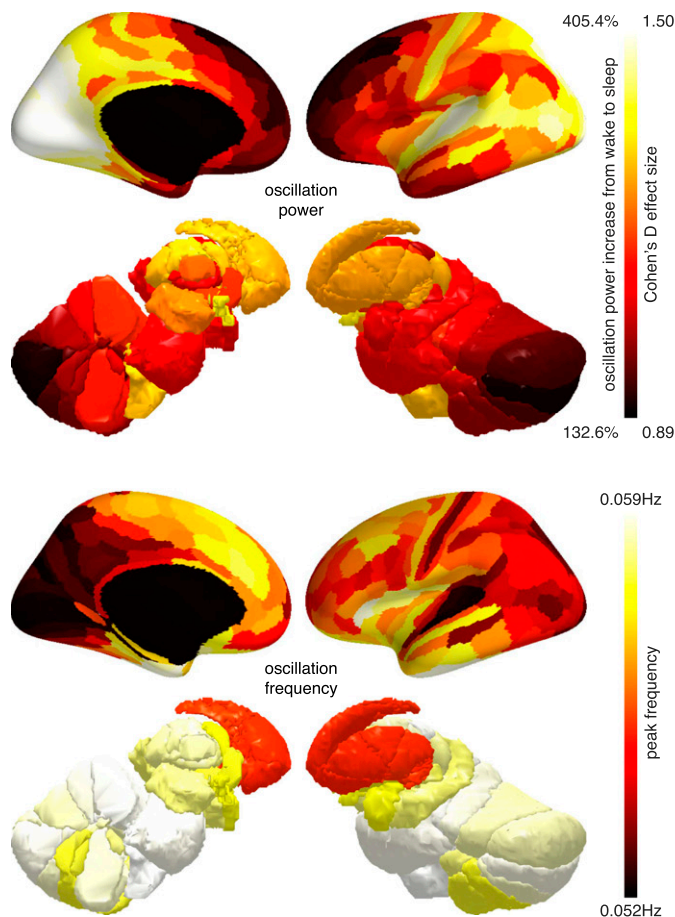 405.4%
1.50
oscillation power increase from wake to sleep
Cohen's D effect size
oscillation
power
132.6%
0.89
0.059Hz
peak frequency
oscillation
frequency
0.052Hz